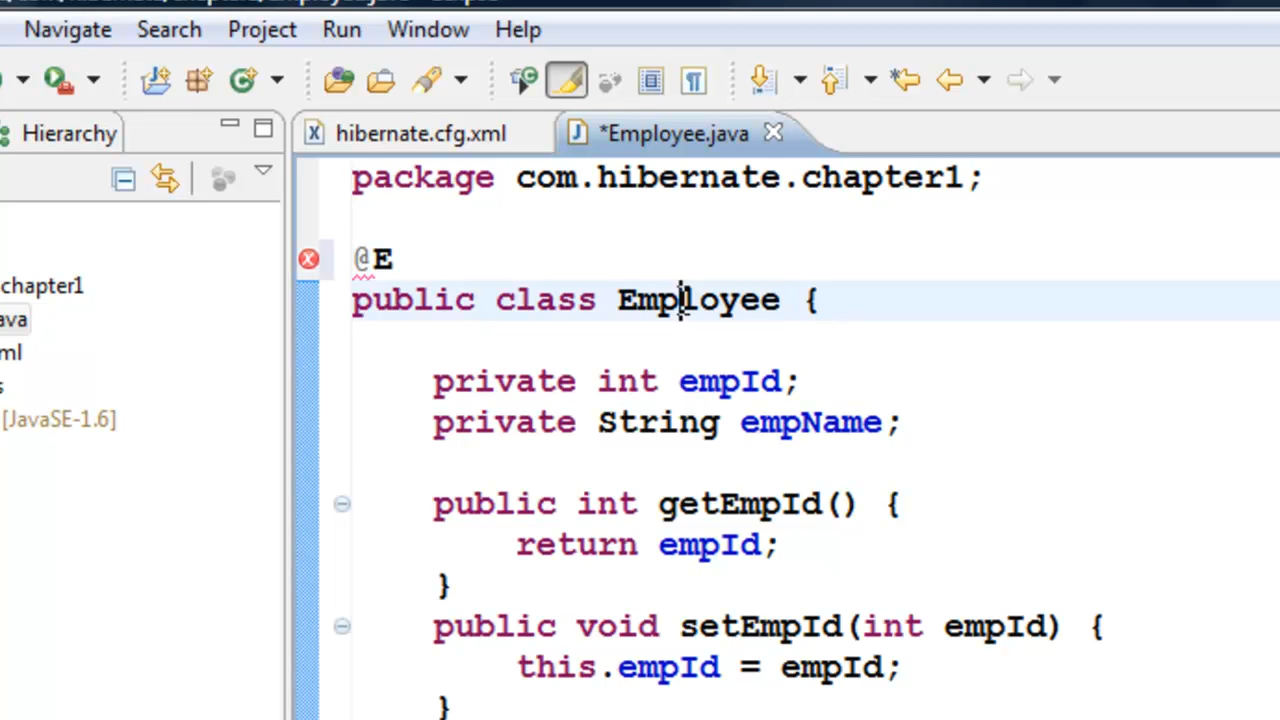 Navigate Search Project Run Window Help
Hierarchy
hibernate.cfg.xml
*Employee.java
chapter1
ava
ml
s
[JavaSE-1.6]
package com.hibernate.chapter1;
@E
public class Employee {
private int empId;
private String empName;
public int getEmpId() {
return empId;
}
public void setEmpId(int empId) {
this.empId = empId;
}